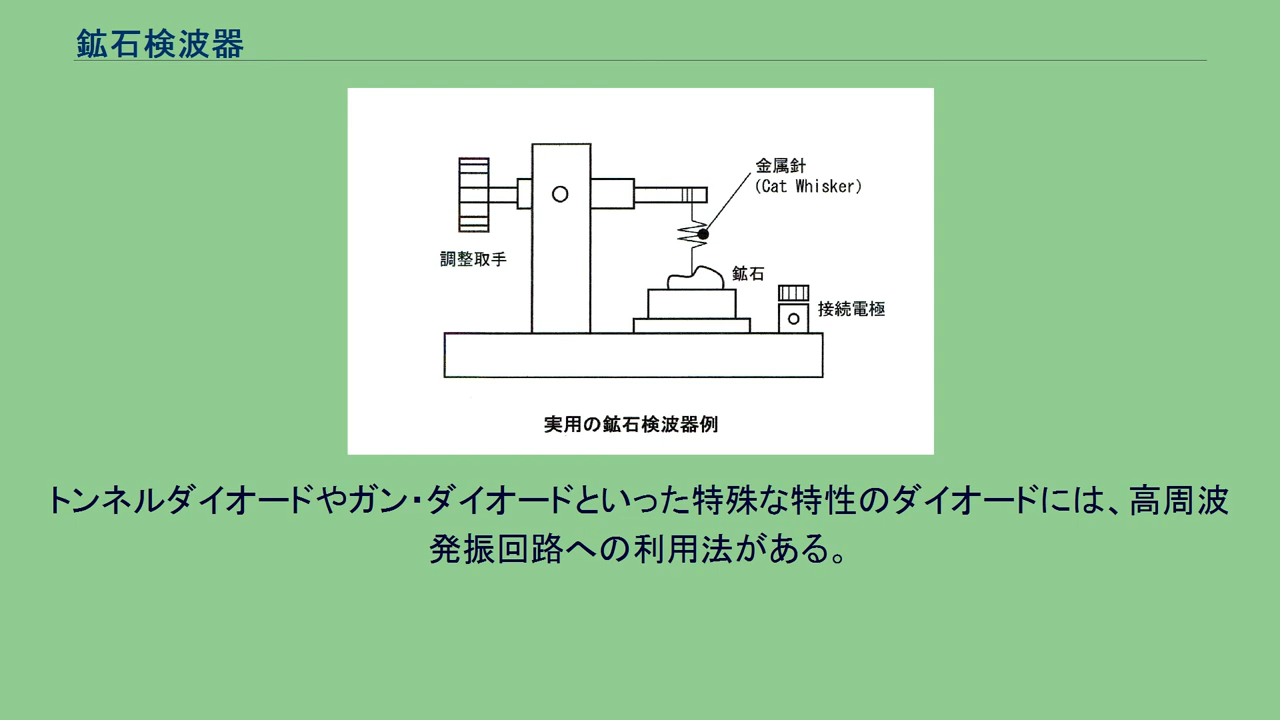 鉱石検波器
金属針
(Cat Whisker)
調整取手
鉱石
接続電極
実用の鉱石検波器例
トンネルダイオードやガン・ダイオードといった特殊な特性のダイオードには、高周波
発振回路への利用法がある。